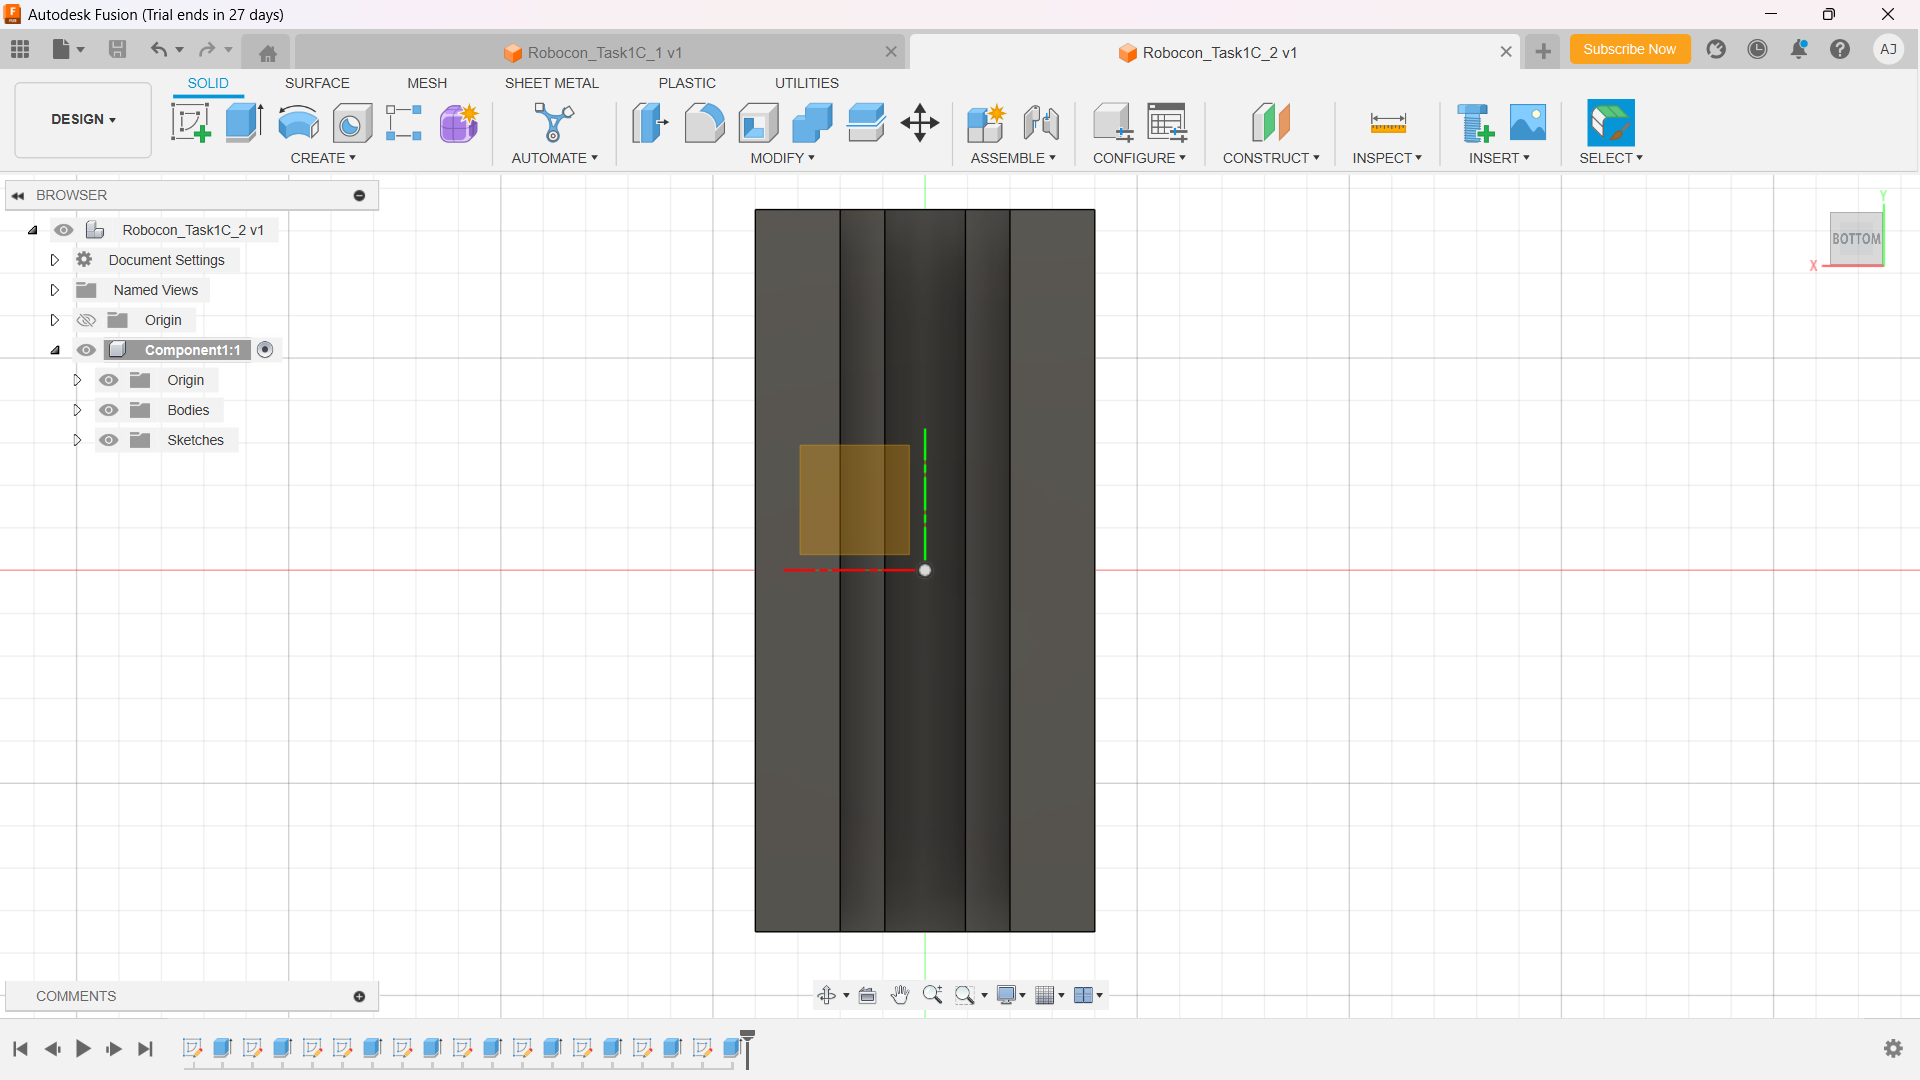 Autodesk Fusion (Trial ends in 27 days)
Robocon_Task1C_1 v1
Robocon_Task1C_2 v1
Subscribe Now
AJ
DESIGN
SOLID
SURFACE
MESH
SHEET METAL
PLASTIC
UTILITIES
CREATE
AUTOMATE
MODIFY
ASSEMBLE
CONFIGURE
CONSTRUCT
INSPECT
INSERT
SELECT
BROWSER
Robocon_Task1C_2 v1
Document Settings
Named Views
Origin
Component1:1
Origin
Bodies
Sketches
Y
BOTTOM
X
COMMENTS